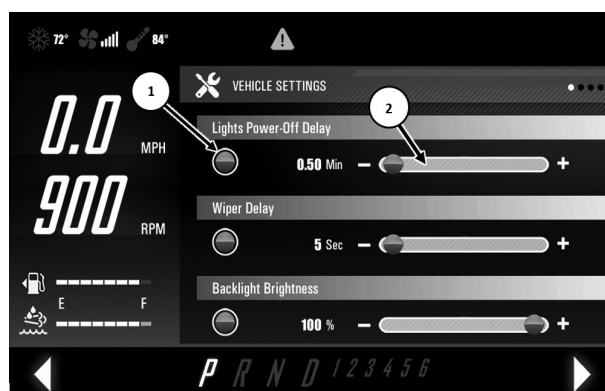 72° 84°
1
VEHICLE SETTINGS
2
Lights Power-Off Delay
0.0 MPH
0.50 Min - +
900 RPM
Wiper Delay
5 Sec - +
E F
Backlight Brightness
100 % - +
P R N D 1 2 3 4 5 6